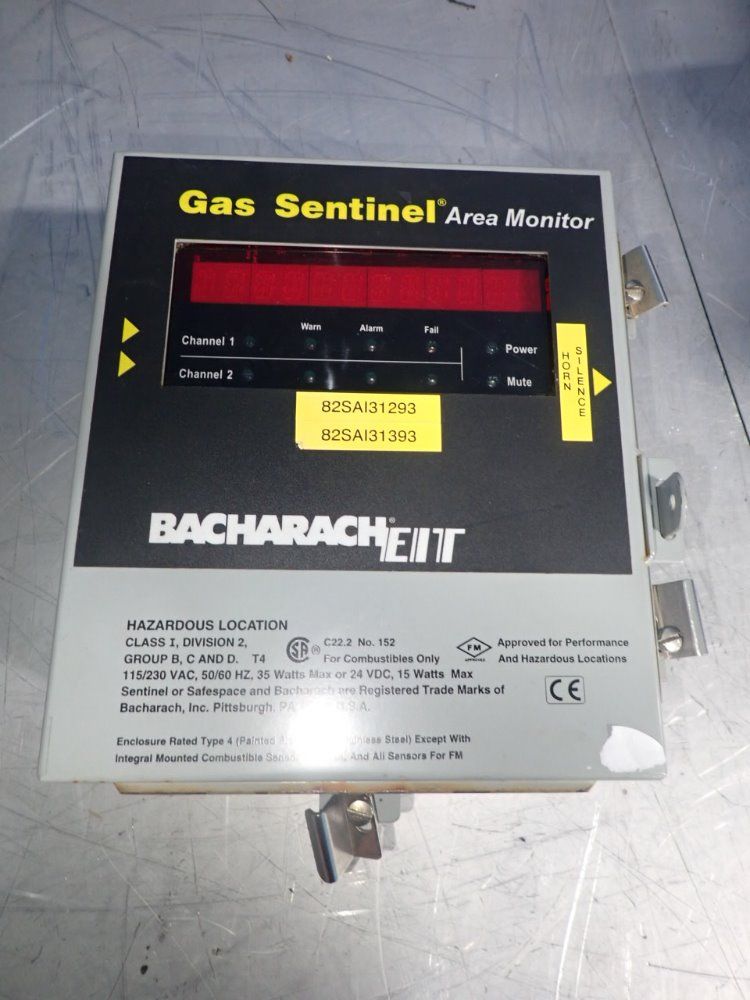 Gas Sentinel® Area Monitor
Warn Alarm Fail
Channel 1 Power
Channel 2 Mute
HORN SILENCE
82SAI31293
82SAI31393
BACHARACH® EIT
HAZARDOUS LOCATION
CLASS I, DIVISION 2,
GROUP B, C AND D. T4
SA
C22.2 No. 152
For Combustibles Only
FM
APPROVED
Approved for Performance
And Hazardous Locations
115/230 VAC, 50/60 HZ, 35 Watts Max or 24 VDC, 15 Watts Max
Sentinel or Safespace and Bacharach are Registered Trade Marks of
Bacharach, Inc. Pittsburgh, PA U.S.A.
CE
Enclosure Rated Type 4 (Painted Steel) Except With
Integral Mounted Combustible And All Sensors For FM